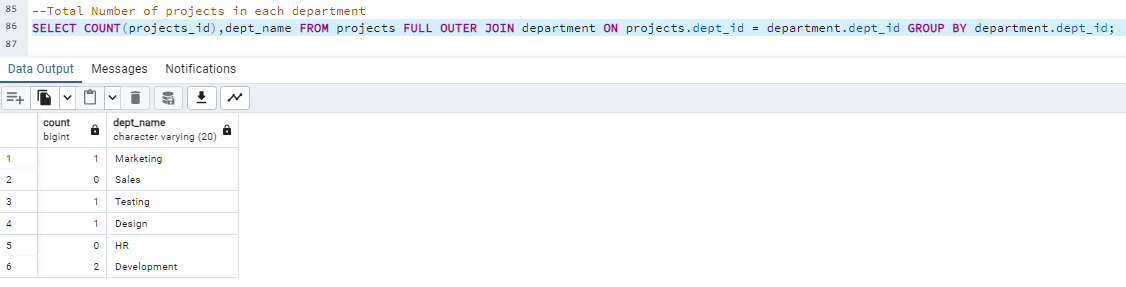 85 --Total Number of projects in each department
86 SELECT COUNT(projects_id),dept_name FROM projects FULL OUTER JOIN department ON projects.dept_id = department.dept_id GROUP BY department.dept_id;
87
Data Output Messages Notifications
count dept_name
bigint character varying (20)
1 1 Marketing
2 0 Sales
3 1 Testing
4 1 Design
5 0 HR
6 2 Development